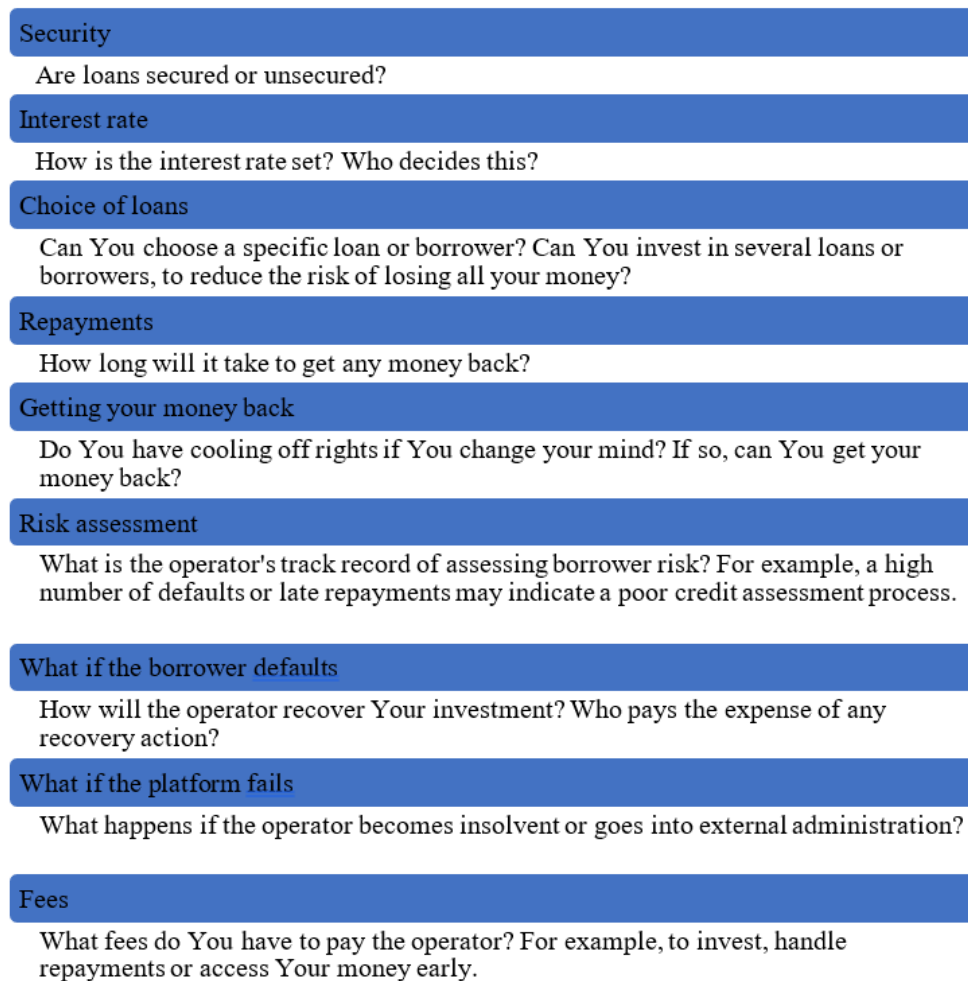 Security
Are loans secured or unsecured?
Interest rate
How is the interest rate set? Who decides this?
Choice of loans
Can You choose a specific loan or borrower? Can You invest in several loans or
borrowers, to reduce the risk of losing all your money?
Repayments
How long will it take to get any money back?
Getting your money back
Do You have cooling off rights if You change your mind? If so, can You get your
money back?
Risk assessment
What is the operator's track record of assessing borrower risk? For example, a high
number of defaults or late repayments may indicate a poor credit assessment process.
What if the borrower defaults
How will the operator recover Your investment? Who pays the expense of any
recovery action?
What if the platform fails
What happens if the operator becomes insolvent or goes into external administration?
Fees
What fees do You have to pay the operator? For example, to invest, handle
repayments or access Your money early.